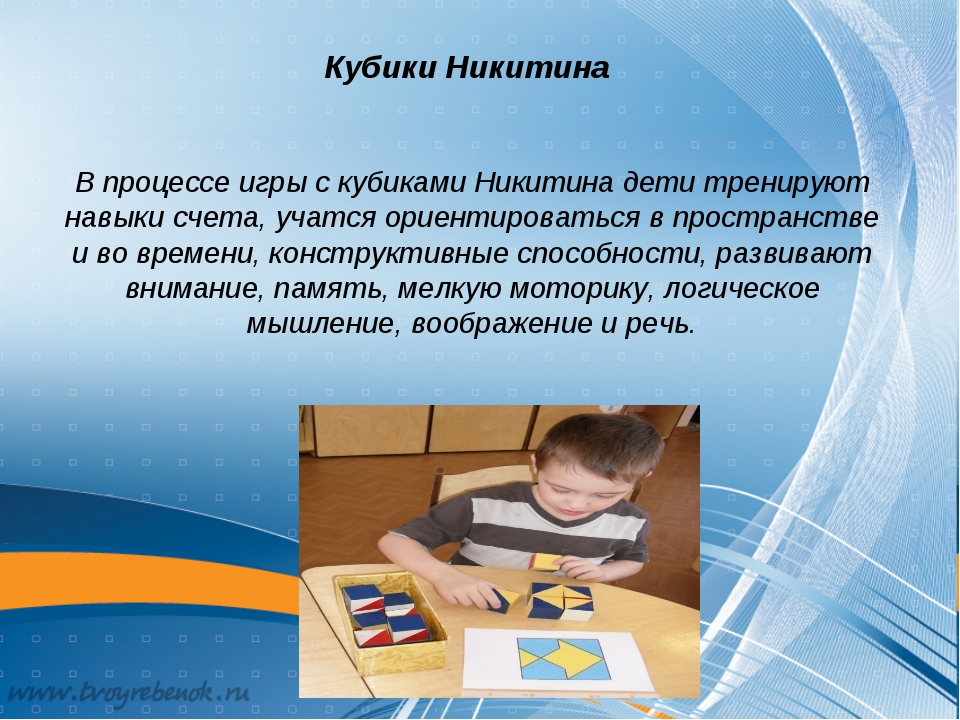 Кубики Никитина
В процессе игры с кубиками Никитина дети тренируют
навыки счета, учатся ориентироваться в пространстве
и во времени, конструктивные способности, развивают
внимание, память, мелкую моторику, логическое
мышление, воображение и речь.
www.tvoyrebenok.ru